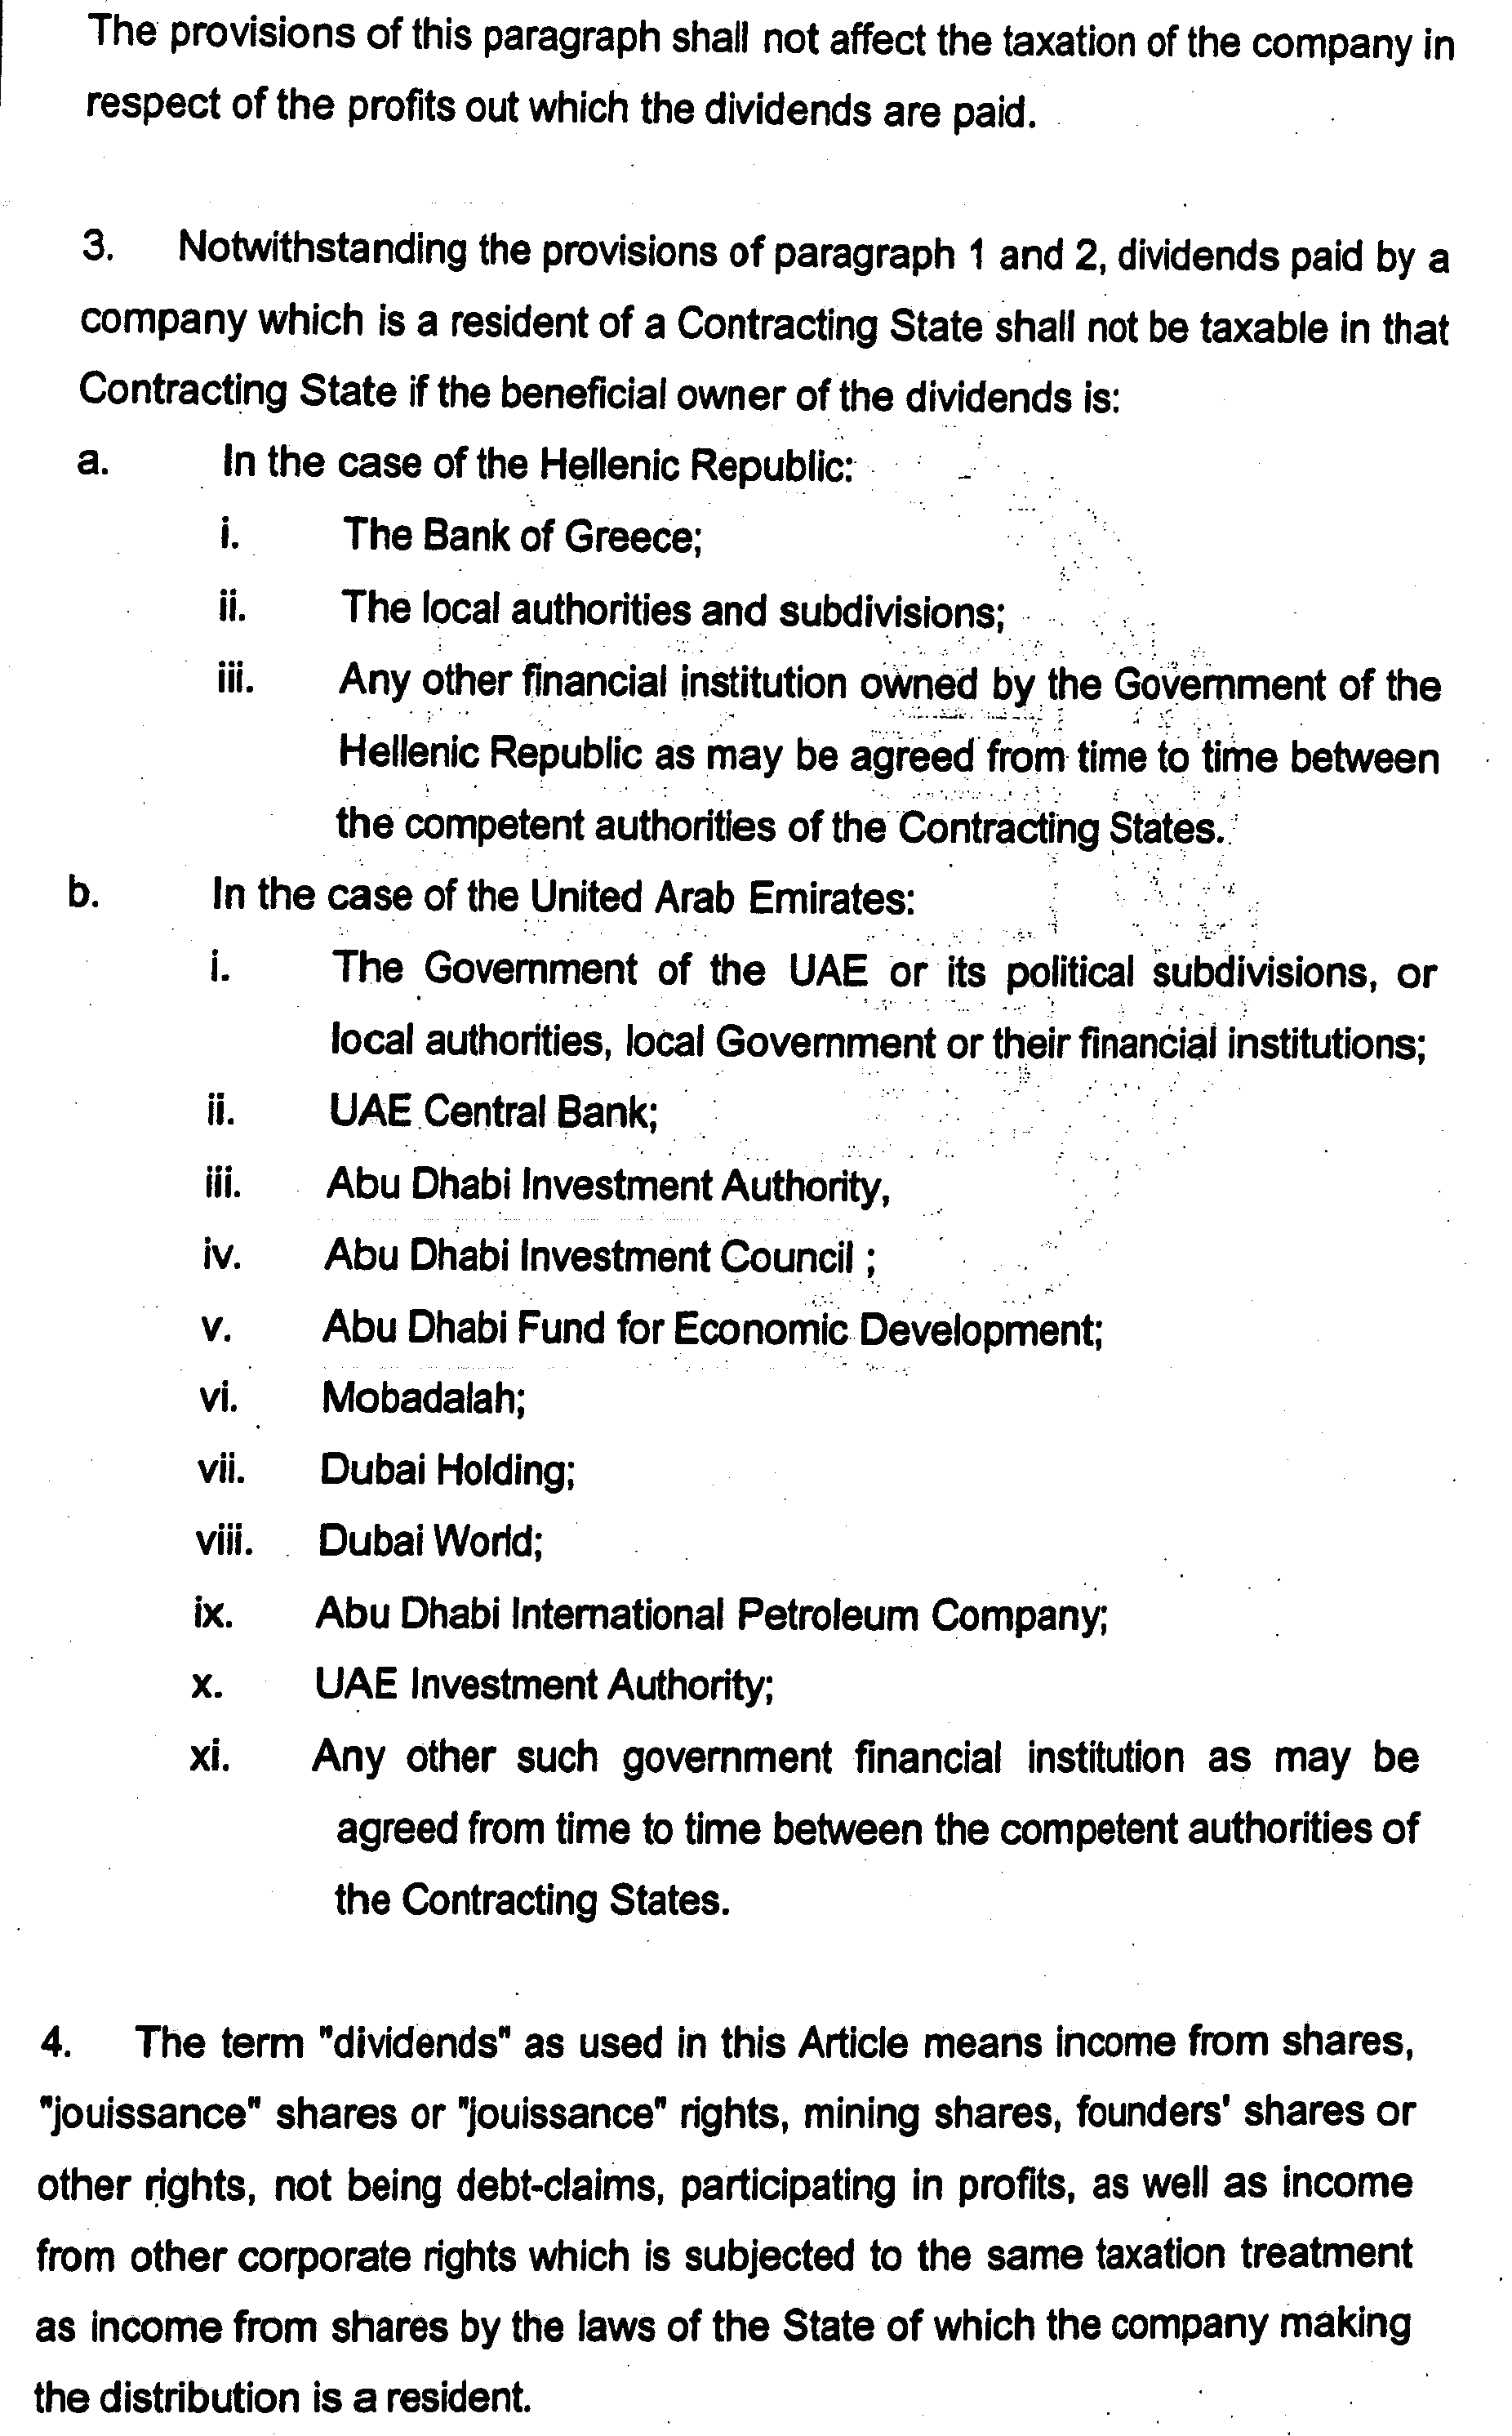 The provisions of this paragraph shall not affect the taxation of the company in
respect of the profits out which the dividends are paid.
3. Notwithstanding the provisions of paragraph 1 and 2, dividends paid by a
company which is a resident of a Contracting State shall not be taxable in that
Contracting State if the beneficial owner of the dividends is:
a. In the case of the Hellenic Republic:
i. The Bank of Greece;
ii. The local authorities and subdivisions;
iii. Any other financial institution owned by the Government of the
Hellenic Republic as may be agreed from time to time between
the competent authorities of the Contracting States.
b. In the case of the United Arab Emirates:
i. The Government of the UAE or its political subdivisions, or
local authorities, local Government or their financial institutions;
ii. UAE Central Bank;
iii. Abu Dhabi Investment Authority,
iv. Abu Dhabi Investment Council ;
v. Abu Dhabi Fund for Economic Development;
vi. Mobadalah;
vii. Dubai Holding;
viii. Dubai World;
ix. Abu Dhabi International Petroleum Company;
x. UAE Investment Authority;
xi. Any other such government financial institution as may be
agreed from time to time between the competent authorities of
the Contracting States.
4. The term "dividends" as used in this Article means income from shares,
"jouissance" shares or "jouissance" rights, mining shares, founders' shares or
other rights, not being debt-claims, participating in profits, as well as income
from other corporate rights which is subjected to the same taxation treatment
as income from shares by the laws of the State of which the company making
the distribution is a resident.